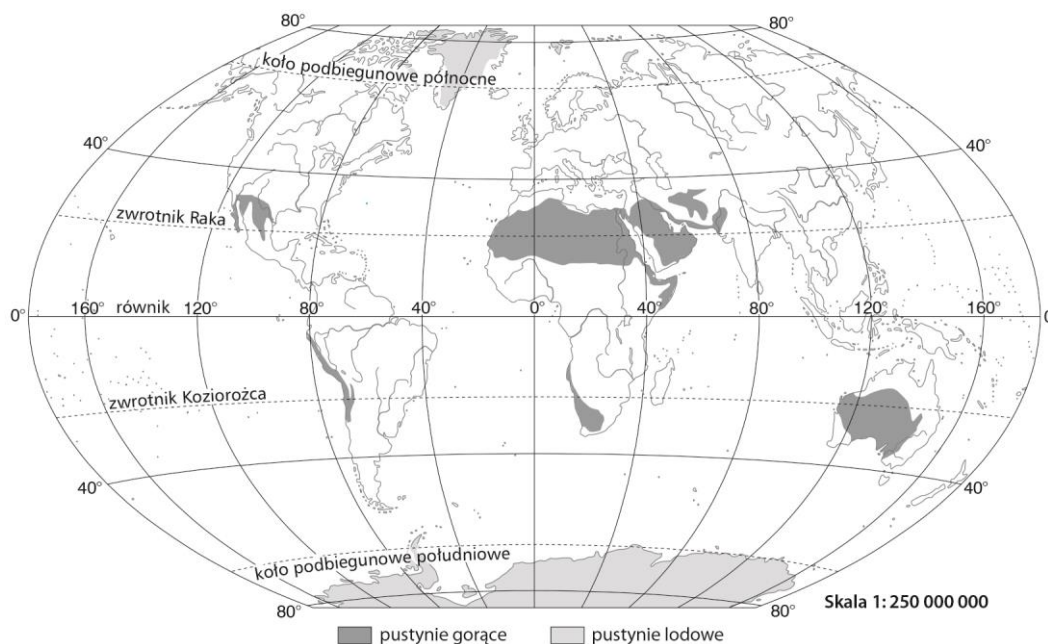 80° 80°
koło podbiegunowe północne
40° 40°
zwrotnik Raka
0° 160° równik 120° 80° 40° 0° 40° 80° 120° 160° 0
zwrotnik Koziorożca
40° 40°
koło podbiegunowe południowe
80° 80°
Skala 1: 250 000 000
pustynie gorące pustynie lodowe